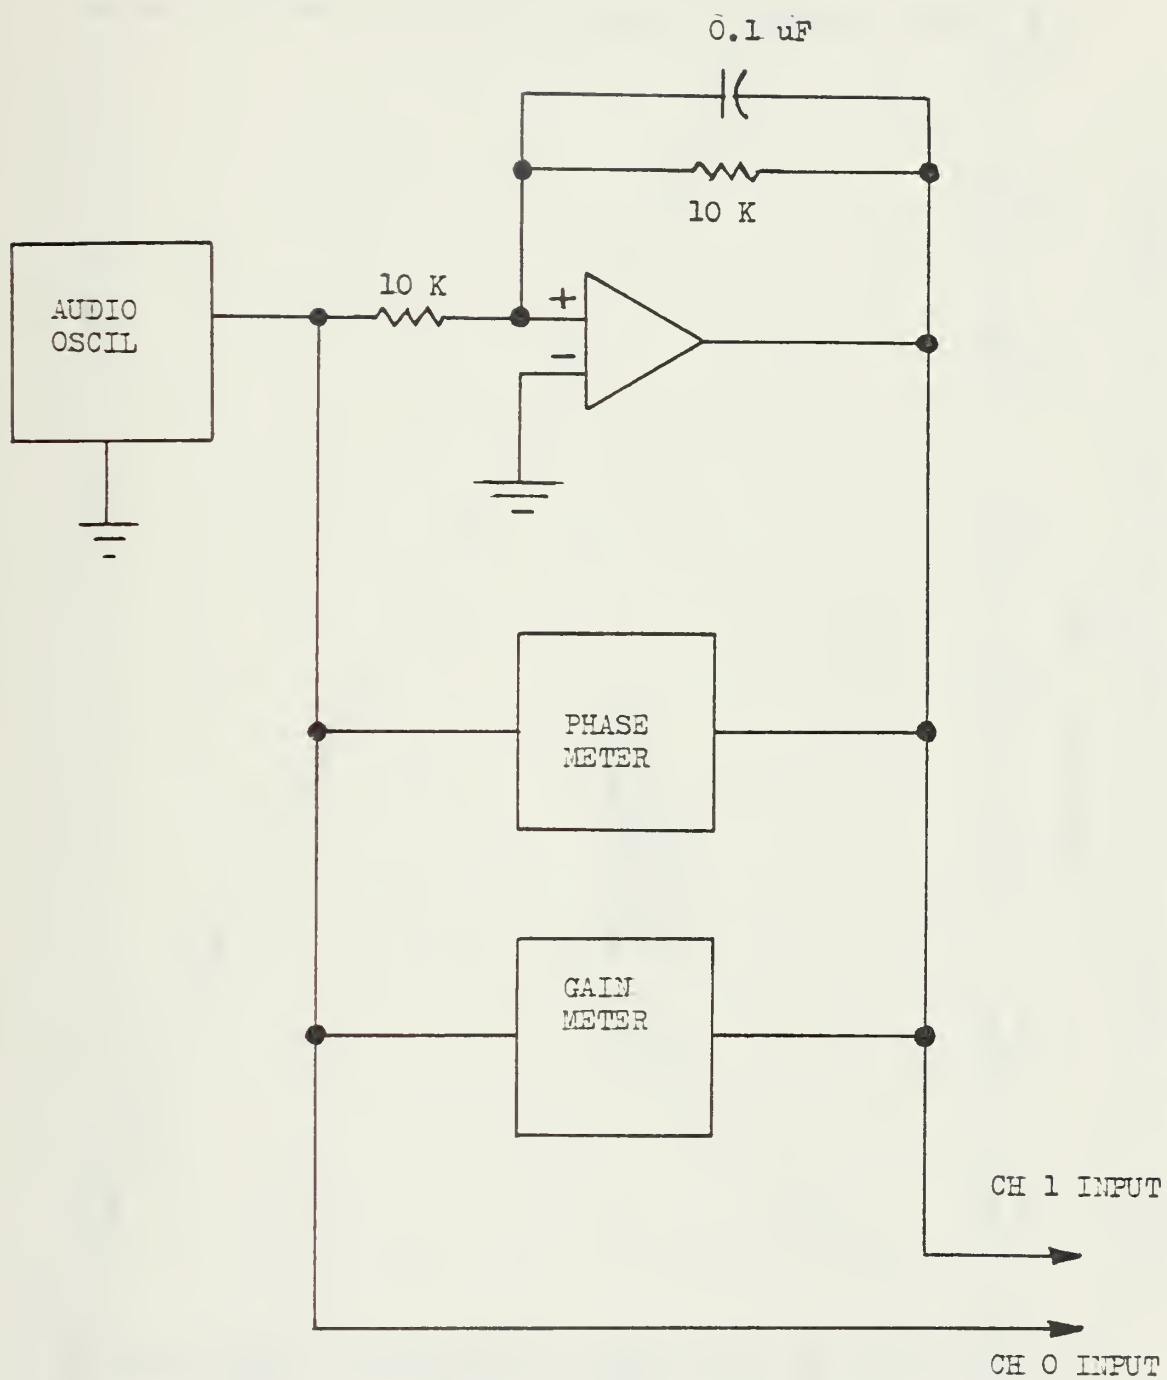 0.1 uF
10 K
10 K
AUDIO
OSCIL
+
−
PHASE
METER
GAIN
METER
CH 1 INPUT
CH 0 INPUT